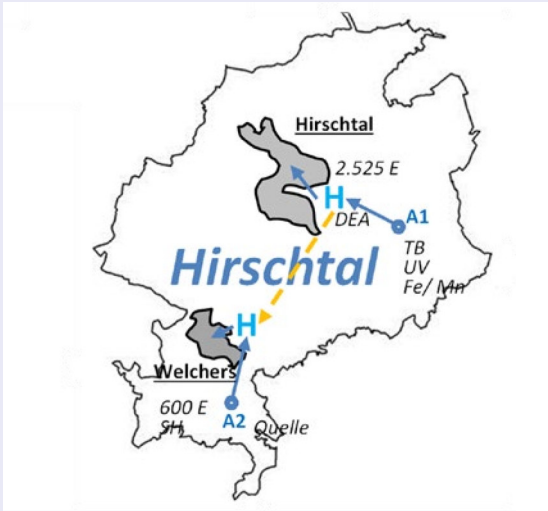 Hirschtal
2.525 E
H
DEA
A1
TB
UV
Fe/ Mn
Hirschtal
H
Welchers
600 E
SH
A2 Quelle